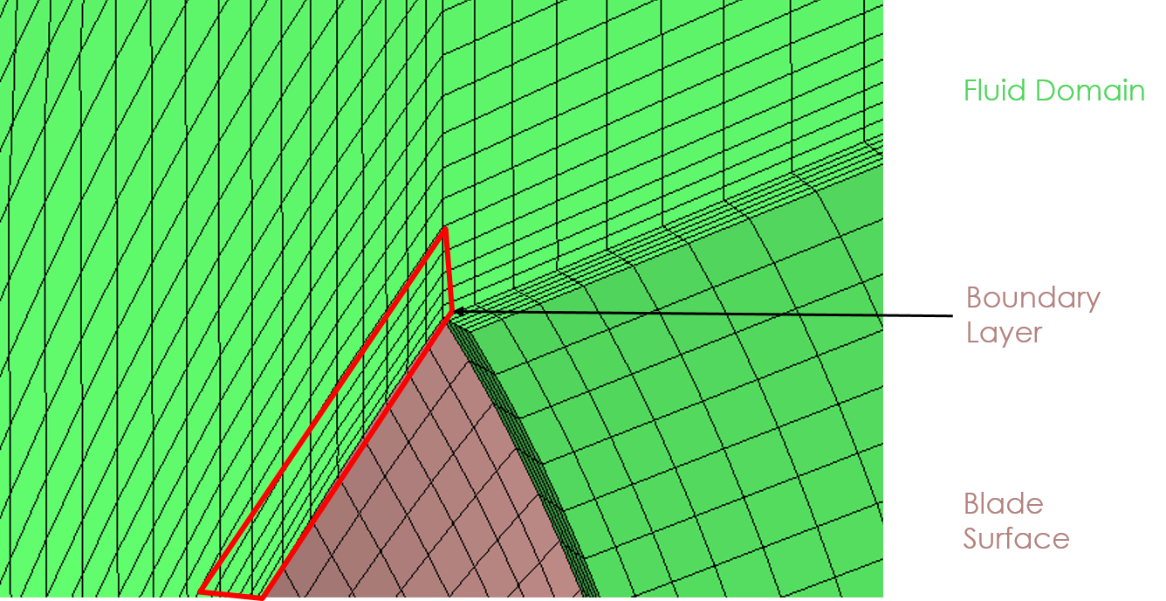 Fluid Domain
Boundary
Layer
Blade
Surface